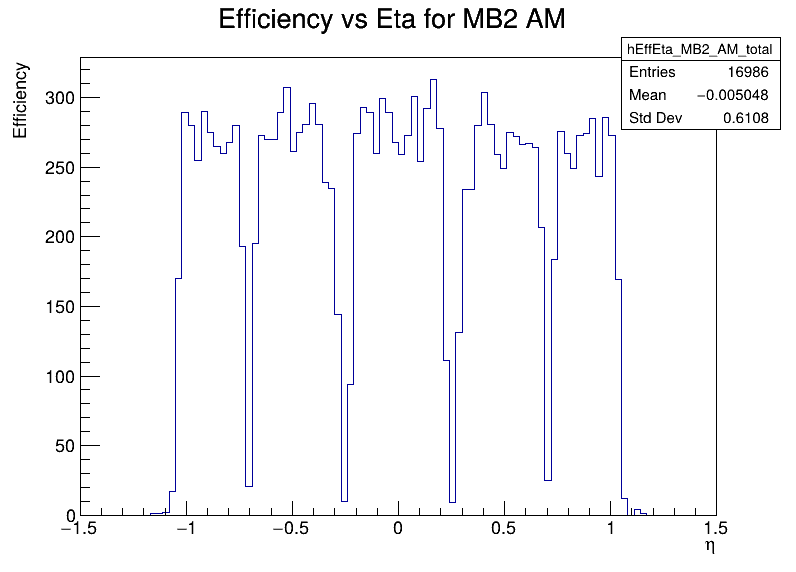 Efficiency vs Eta for MB2 AM
hEffEta_MB2_AM_total
Entries 16986
Mean −0.005048
Std Dev 0.6108
Efficiency
300
250
200
150
100
50
0
−1.5 −1 −0.5 0 0.5 1 1.5
η